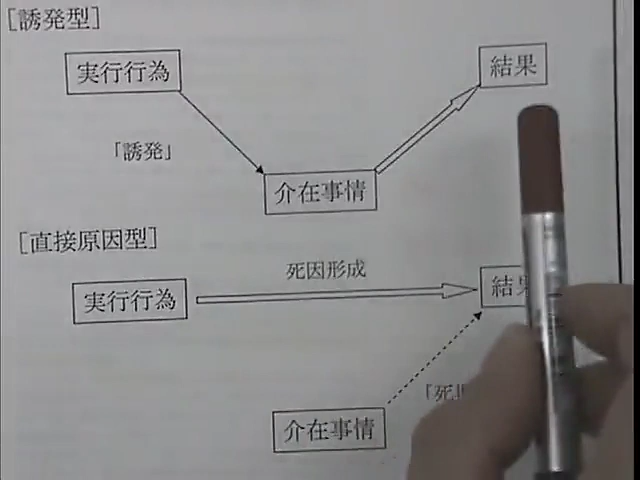 [誘発型]
実行行為
結果
「誘発」
介在事情
[直接原因型]
死因形成
実行行為
結果
「死
介在事情